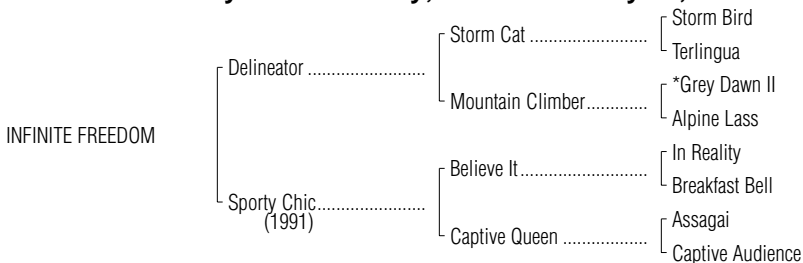 Storm Bird
Storm Cat ........................
Terlingua
Delineator ........................
*Grey Dawn II
Mountain Climber.............
Alpine Lass
INFINITE FREEDOM
In Reality
Believe It...........................
Breakfast Bell
Sporty Chic.......................
(1991)
Assagai
Captive Queen ..................
Captive Audience